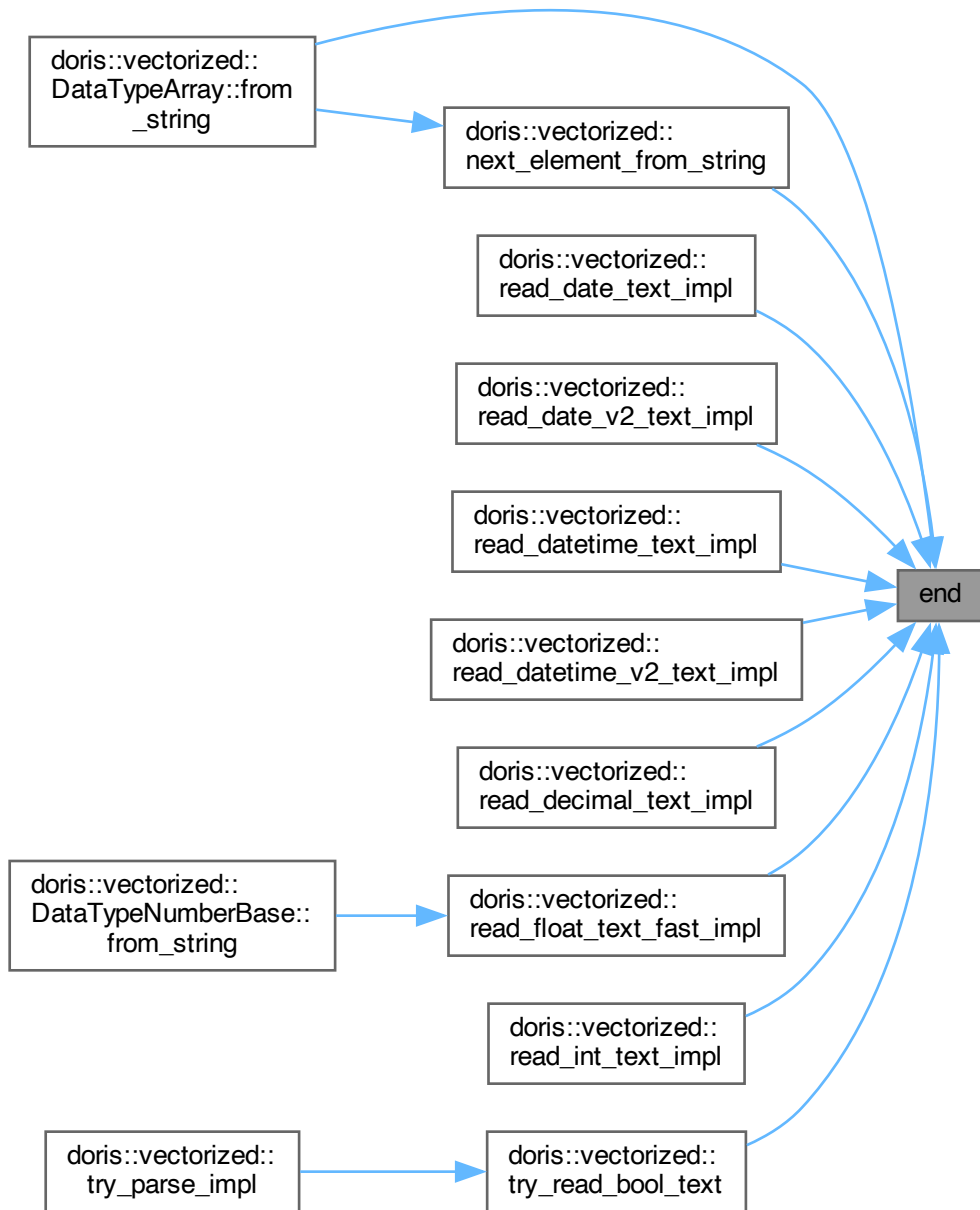 doris::vectorized::
DataTypeArray::from
_string
doris::vectorized::
next_element_from_string
doris::vectorized::
read_date_text_impl
doris::vectorized::
read_date_v2_text_impl
doris::vectorized::
read_datetime_text_impl
end
doris::vectorized::
read_datetime_v2_text_impl
doris::vectorized::
read_decimal_text_impl
doris::vectorized::
DataTypeNumberBase::
from_string
doris::vectorized::
read_float_text_fast_impl
doris::vectorized::
read_int_text_impl
doris::vectorized::
try_parse_impl
doris::vectorized::
try_read_bool_text